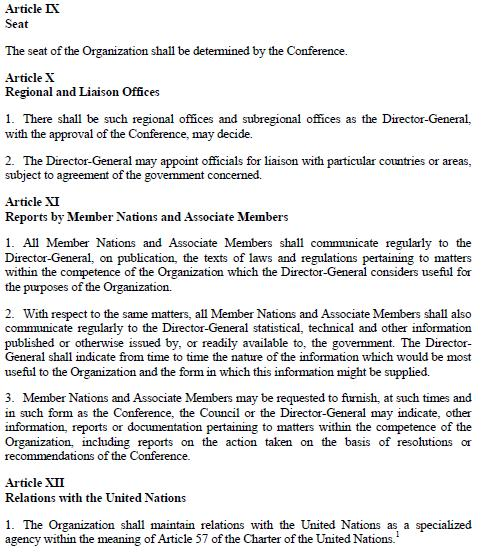 Article IX
Seat
The seat of the Organization shall be determined by the Conference.
Article X
Regional and Liaison Offices
1. There shall be such regional offices and subregional offices as the Director-General,
with the approval of the Conference, may decide.
2. The Director-General may appoint officials for liaison with particular countries or areas,
subject to agreement of the government concerned.
Article XI
Reports by Member Nations and Associate Members
1. All Member Nations and Associate Members shall communicate regularly to the
Director-General, on publication, the texts of laws and regulations pertaining to matters
within the competence of the Organization which the Director-General considers useful for
the purposes of the Organization.
2. With respect to the same matters, all Member Nations and Associate Members shall also
communicate regularly to the Director-General statistical, technical and other information
published or otherwise issued by, or readily available to, the government. The Director-
General shall indicate from time to time the nature of the information which would be most
useful to the Organization and the form in which this information might be supplied.
3. Member Nations and Associate Members may be requested to furnish, at such times and
in such form as the Conference, the Council or the Director-General may indicate, other
information, reports or documentation pertaining to matters within the competence of the
Organization, including reports on the action taken on the basis of resolutions or
recommendations of the Conference.
Article XII
Relations with the United Nations
1. The Organization shall maintain relations with the United Nations as a specialized
agency within the meaning of Article 57 of the Charter of the United Nations.1